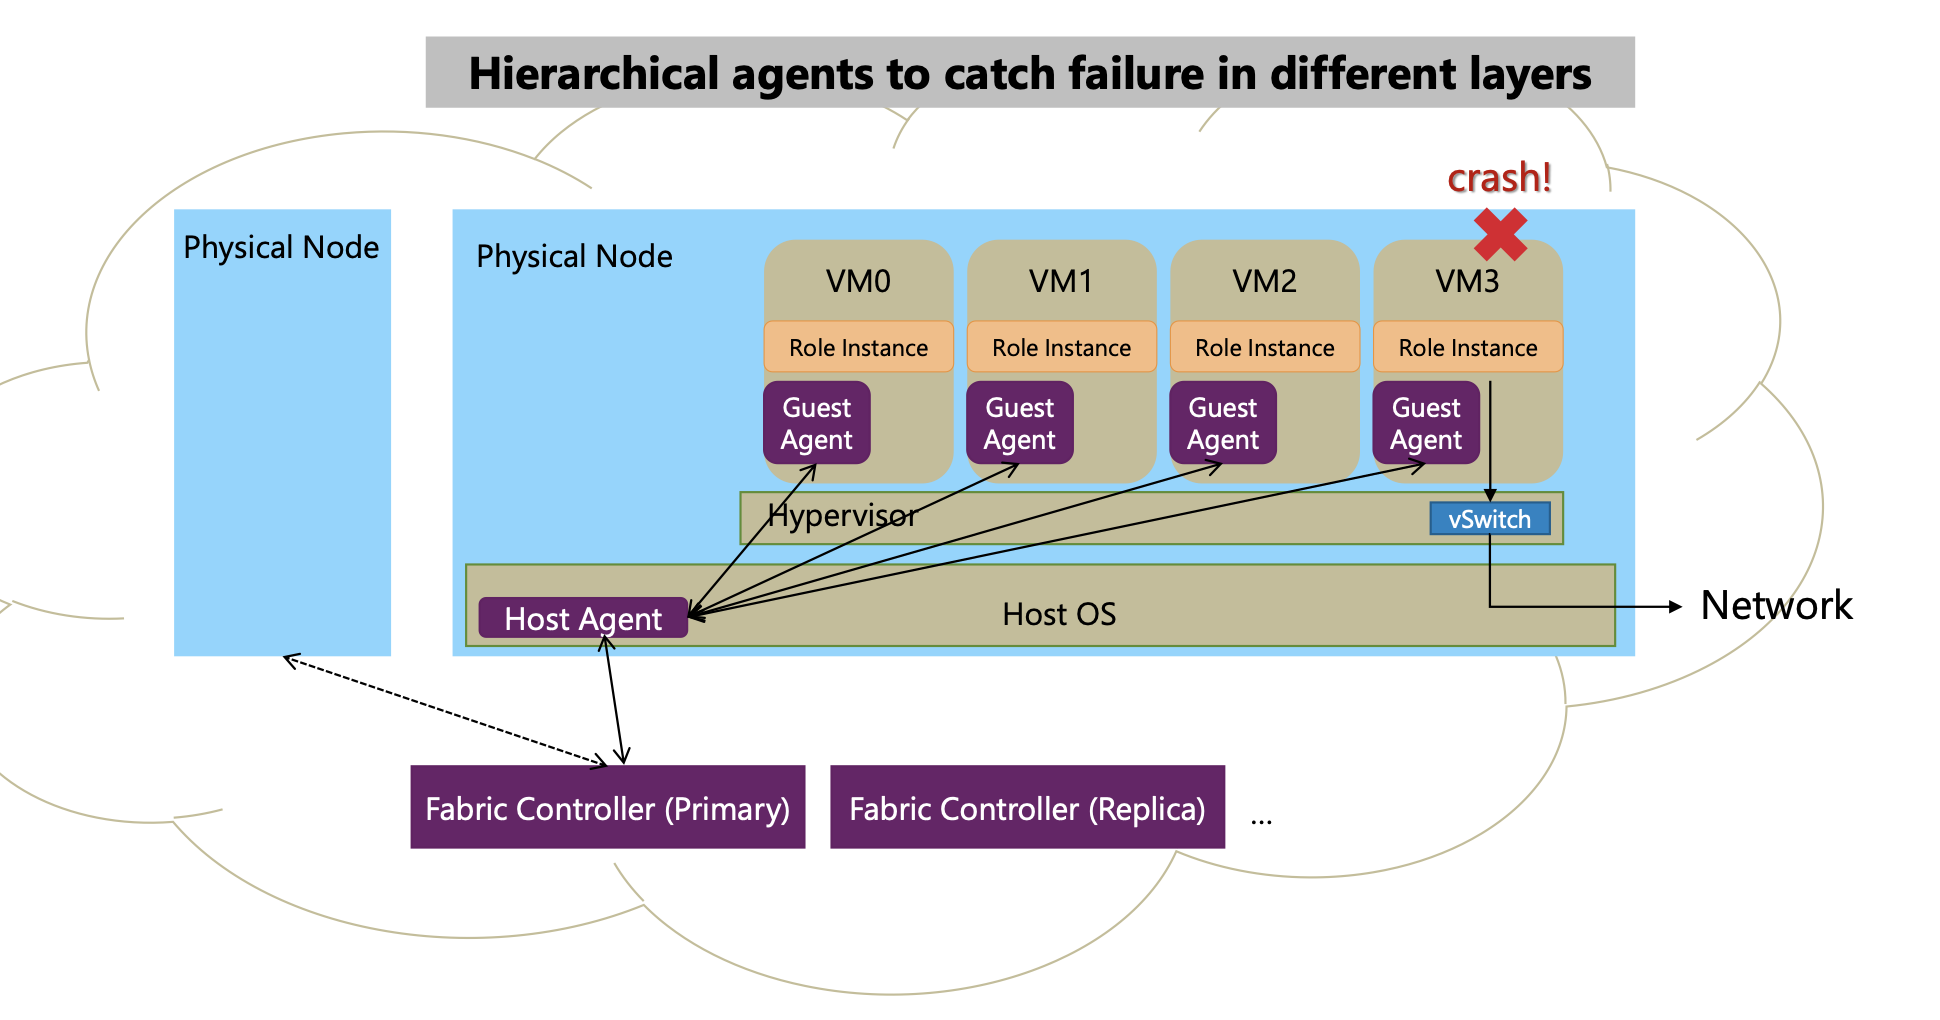 Hierarchical agents to catch failure in different layers
crash!
Physical Node
Physical Node
VM0
VM1
VM2
VM3
Role Instance
Role Instance
Role Instance
Role Instance
Guest
Agent
Guest
Agent
Guest
Agent
Guest
Agent
Hypervisor
vSwitch
Host Agent
Host OS
Network
Fabric Controller (Primary)
Fabric Controller (Replica)
...